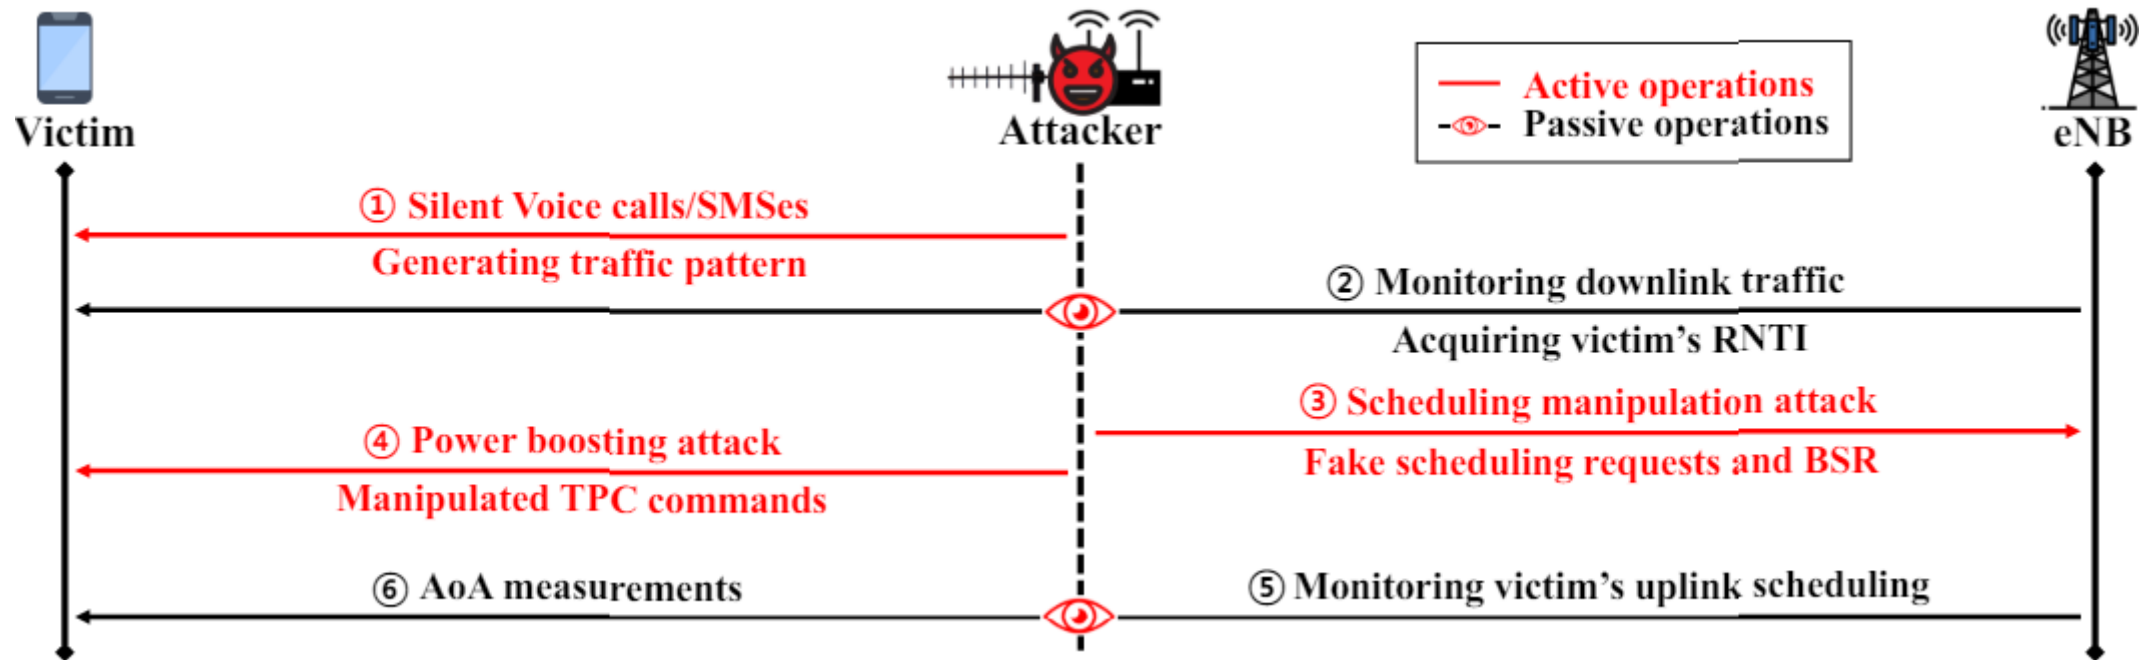 Victim
Attacker
Active operations
Passive operations
eNB
① Silent Voice calls/SMSes
Generating traffic pattern
② Monitoring downlink traffic
Acquiring victim's RNTI
③ Scheduling manipulation attack
Fake scheduling requests and BSR
④ Power boosting attack
Manipulated TPC commands
⑥ AoA measurements
⑤ Monitoring victim's uplink scheduling